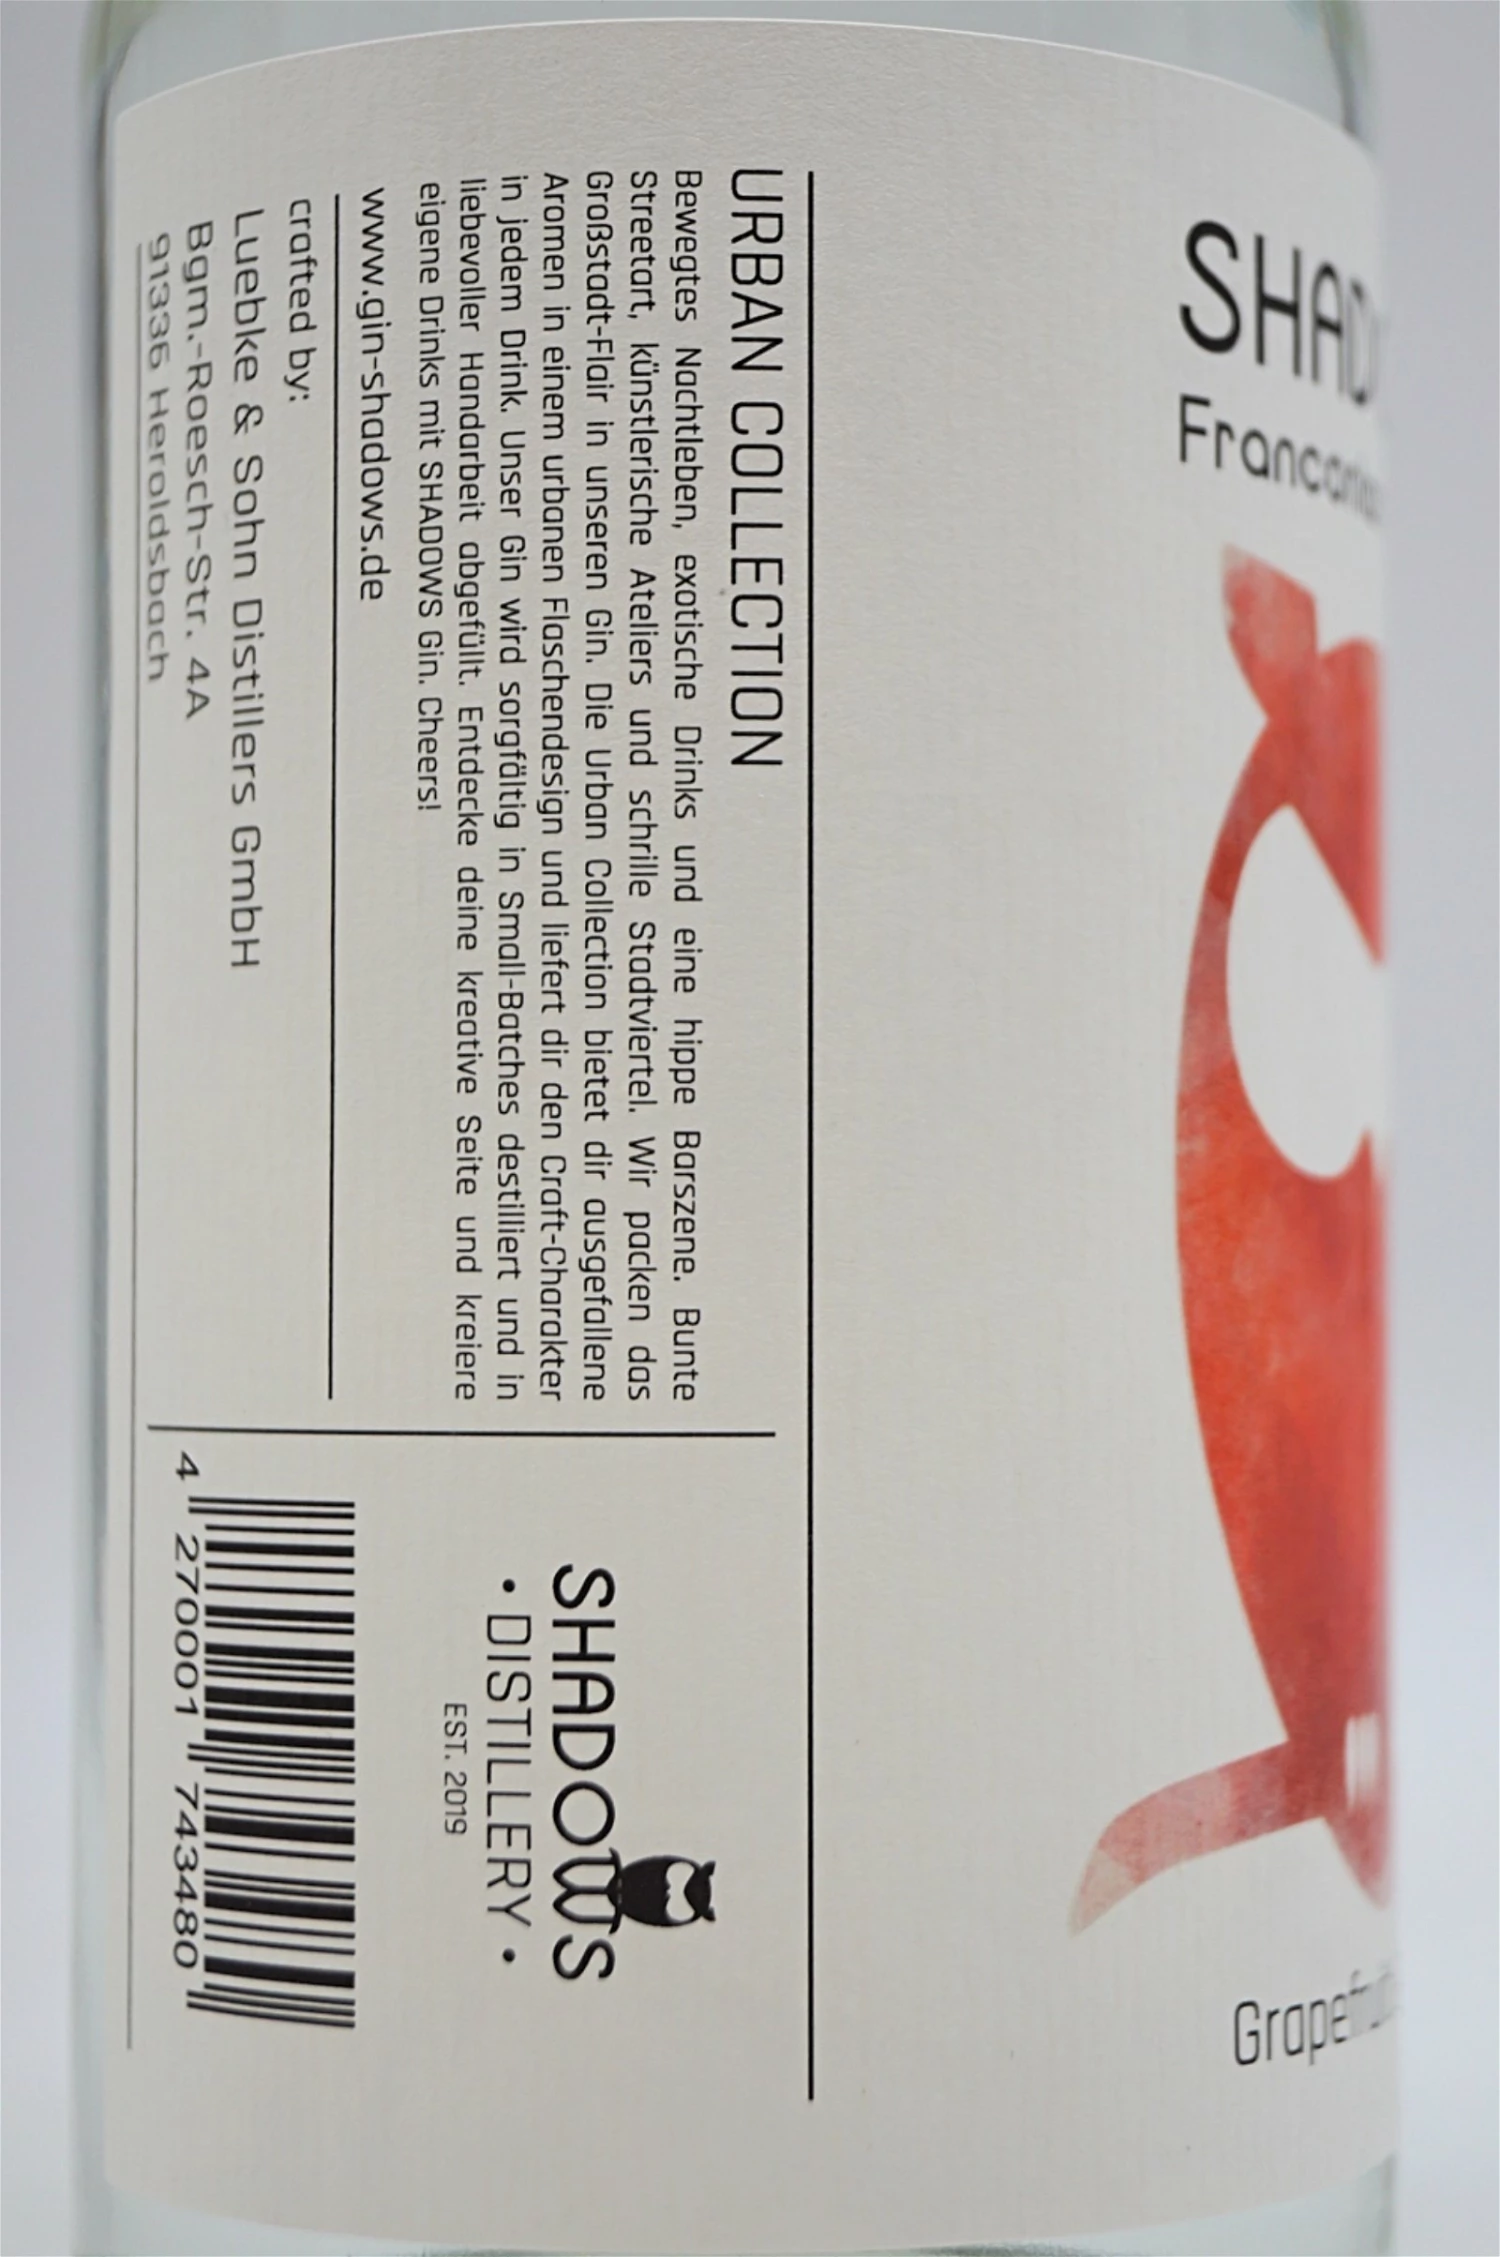 SHAD
URBAN COLLECTION
Bewegtes Nachtleben, exotische Drinks und eine hippe Barszene. Bunte
Streetart, künstlerische Ateliers und schrille Stadtviertel. Wir packen das
Großstadt-Flair in unseren Gin. Die Urban Collection bietet dir ausgefallene
Aromen in einem urbanen Flaschendesign und liefert dir den Craft-Charakter
in jedem Drink. Unser Gin wird sorgfältig in Small-Batches destilliert und in
liebevoller Handarbeit abgefüllt. Entdecke deine kreative Seite und kreiere
eigene Drinks mit SHADOWS Gin. Cheers!
www.gin-shadows.de
crafted by:
Luebke & Sohn Distillers GmbH
Bgm.-Roesch-Str. 4A
91336 Heroldsbach
SHADOWS
• DISTILLERY •
EST. 2019
4 270001 743480